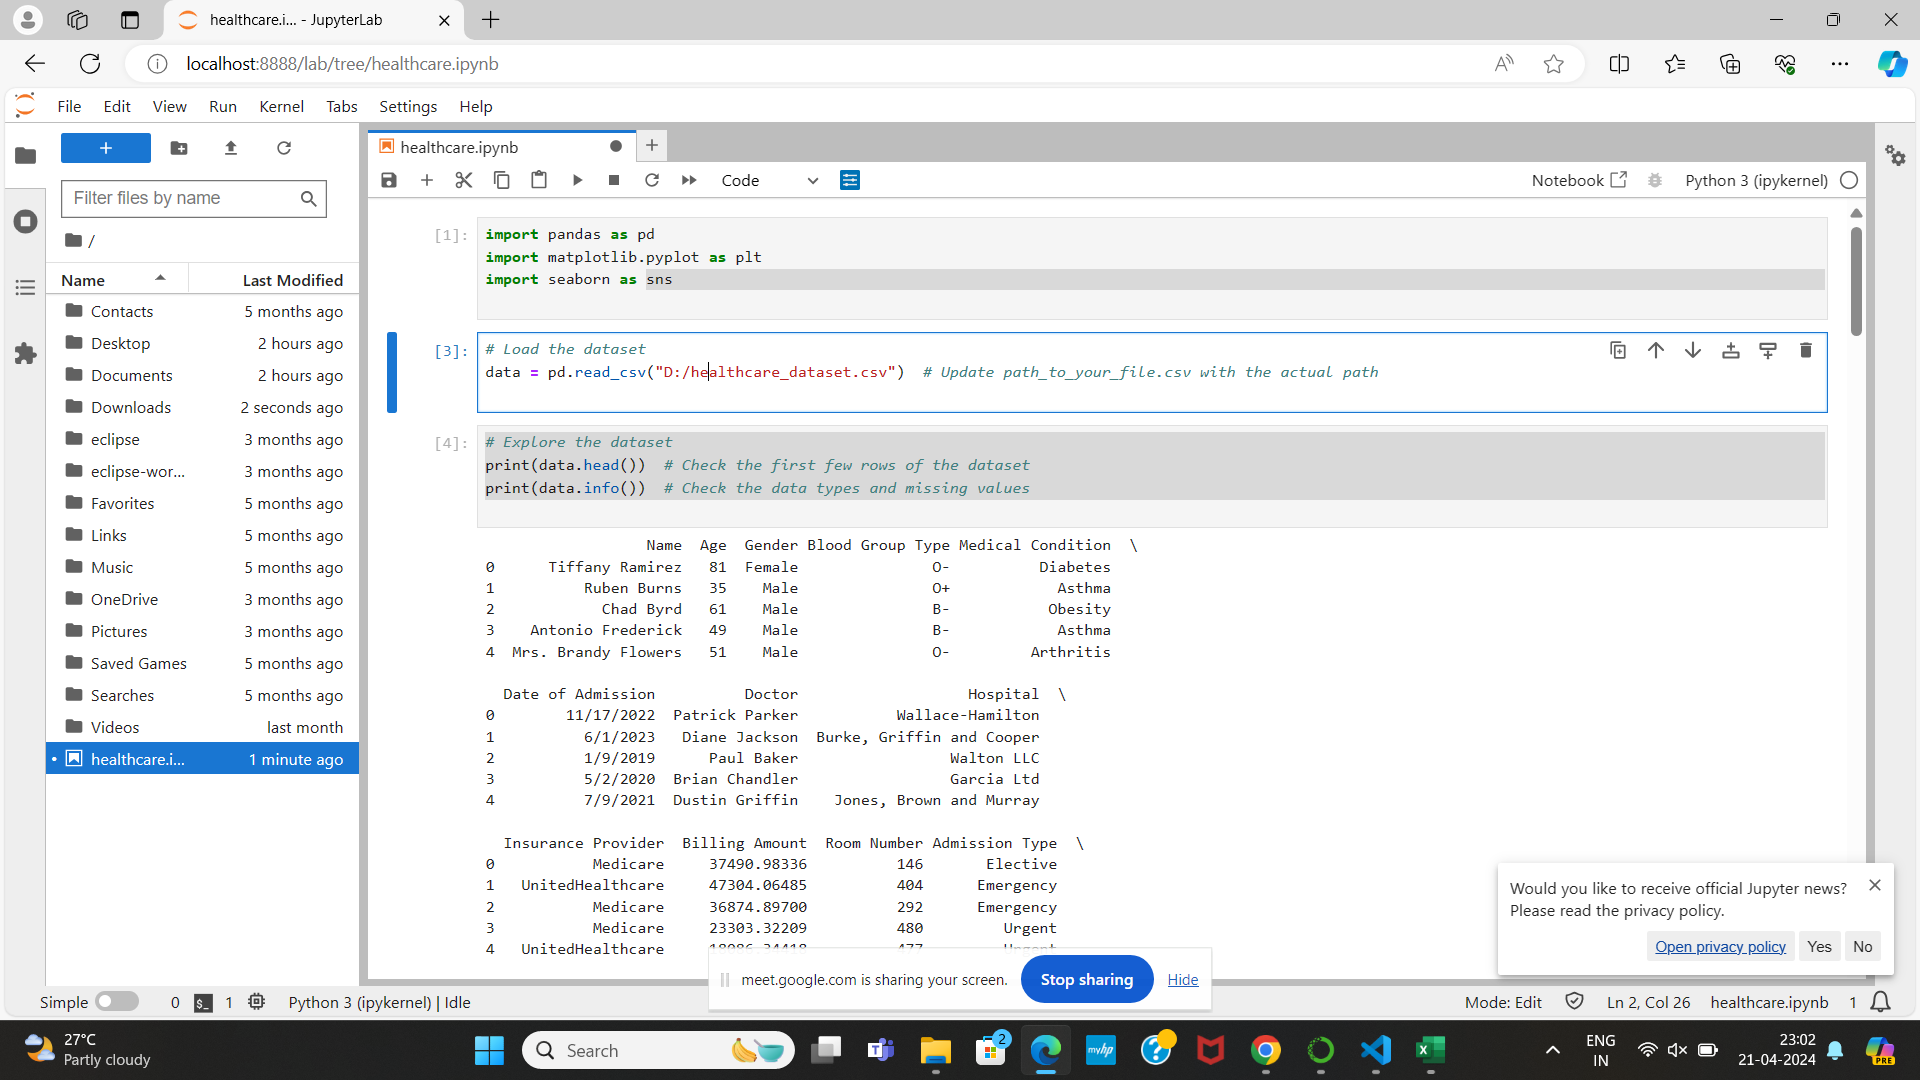 healthcare.i... - JupyterLab
localhost:8888/lab/tree/healthcare.ipynb
File Edit View Run Kernel Tabs Settings Help
healthcare.ipynb
Filter files by name
Code
Notebook
Python 3 (ipykernel)
/
Name Last Modified
Contacts 5 months ago
Desktop 2 hours ago
Documents 2 hours ago
Downloads 2 seconds ago
eclipse 3 months ago
eclipse-wor... 3 months ago
Favorites 5 months ago
Links 5 months ago
Music 5 months ago
OneDrive 3 months ago
Pictures 3 months ago
Saved Games 5 months ago
Searches 5 months ago
Videos last month
healthcare.i... 1 minute ago
[1]: import pandas as pd
import matplotlib.pyplot as plt
import seaborn as sns
[3]: # Load the dataset
data = pd.read_csv("D:/healthcare_dataset.csv") # Update path_to_your_file.csv with the actual path
[4]: # Explore the dataset
print(data.head()) # Check the first few rows of the dataset
print(data.info()) # Check the data types and missing values
Name Age Gender Blood Group Type Medical Condition \
0 Tiffany Ramirez 81 Female O- Diabetes
1 Ruben Burns 35 Male O+ Asthma
2 Chad Byrd 61 Male B- Obesity
3 Antonio Frederick 49 Male B- Asthma
4 Mrs. Brandy Flowers 51 Male O- Arthritis
Date of Admission Doctor Hospital \
0 11/17/2022 Patrick Parker Wallace-Hamilton
1 6/1/2023 Diane Jackson Burke, Griffin and Cooper
2 1/9/2019 Paul Baker Walton LLC
3 5/2/2020 Brian Chandler Garcia Ltd
4 7/9/2021 Dustin Griffin Jones, Brown and Murray
Insurance Provider Billing Amount Room Number Admission Type \
0 Medicare 37490.98336 146 Elective
1 UnitedHealthcare 47304.06485 404 Emergency
2 Medicare 36874.89700 292 Emergency
3 Medicare 23303.32209 480 Urgent
4 UnitedHealthcare
Would you like to receive official Jupyter news?
Please read the privacy policy.
Open privacy policy Yes No
meet.google.com is sharing your screen. Stop sharing Hide
Simple 0 1 Python 3 (ipykernel) | Idle
Mode: Edit Ln 2, Col 26 healthcare.ipynb 1
27°C
Partly cloudy
Search
2
myhp
ENG
IN
23:02
21-04-2024
PRE